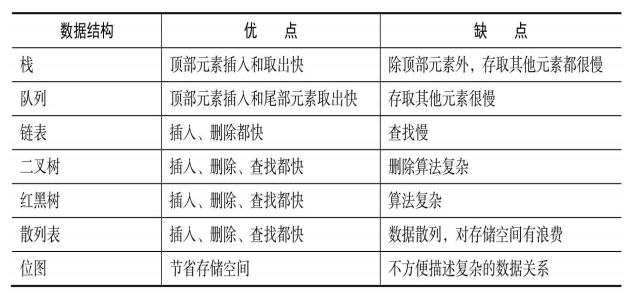 数据结构 优 点 缺 点
栈 顶部元素插入和取出快 除顶部元素外，存取其他元素都很慢
队列 顶部元素插入和尾部元素取出快 存取其他元素很慢
链表 插入、删除都快 查找慢
二叉树 插入、删除、查找都快 删除算法复杂
红黑树 插入、删除、查找都快 算法复杂
散列表 插入、删除、查找都快 数据散列，对存储空间有浪费
位图 节省存储空间 不方便描述复杂的数据关系